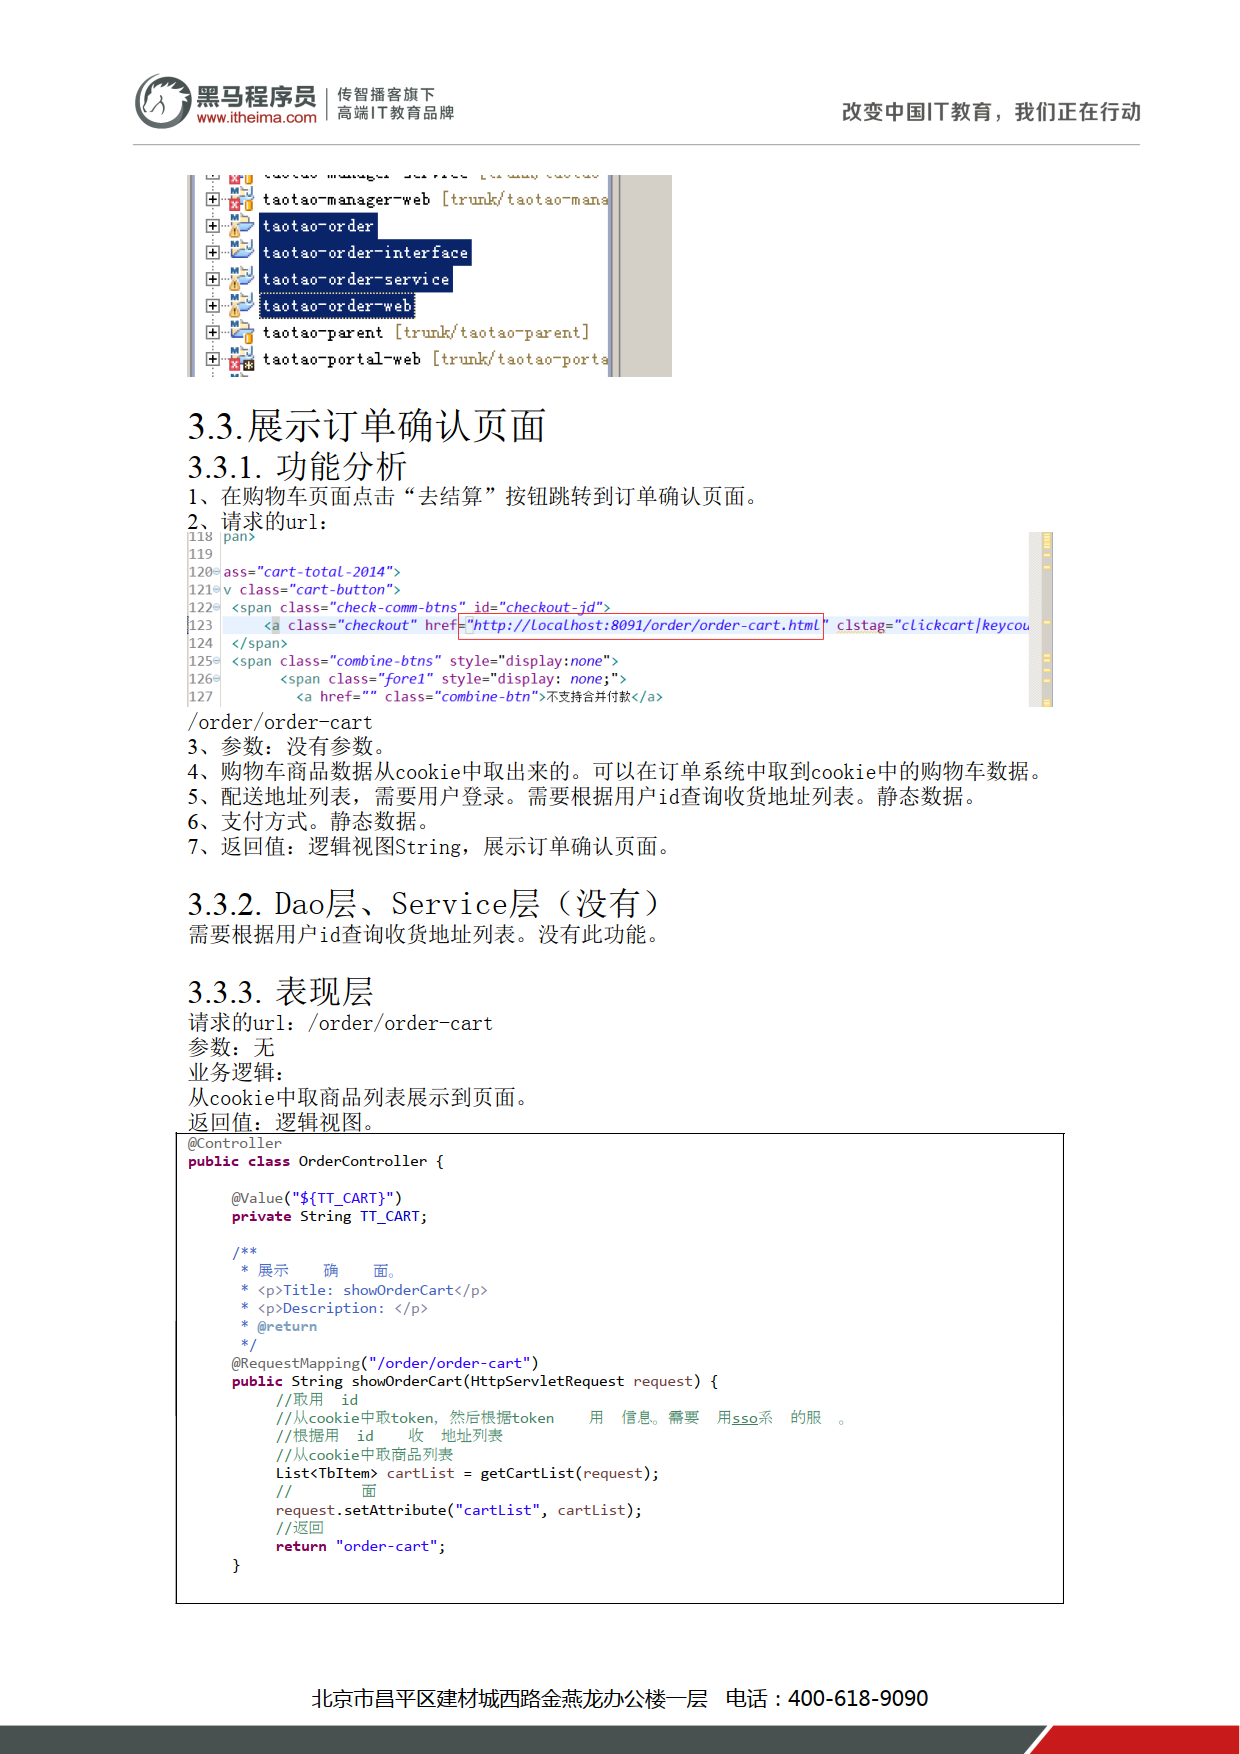 黑马程序员
www.itheima.com
传智播客旗下
高端IT教育品牌
改变中国IT教育，我们正在行动
taotao-manager-service [trunk/taotao
taotao-manager-web [trunk/taotao-mana
taotao-order
taotao-order-interface
taotao-order-service
taotao-order-web
taotao-parent [trunk/taotao-parent]
taotao-portal-web [trunk/taotao-porta
3.3.展示订单确认页面
3.3.1. 功能分析
1、在购物车页面点击“去结算”按钮跳转到订单确认页面。
2、请求的url：
118 pan>
119
120 ass="cart-total-2014">
121 v class="cart-button">
122 <span class="check-comm-btns" id="checkout-jd">
123 <a class="checkout" href="http://localhost:8091/order/order-cart.html" clstag="clickcart|keycou
124 </span>
125 <span class="combine-btns" style="display:none">
126 <span class="fore1" style="display: none;">
127 <a href="" class="combine-btn">不支持合并付款</a>
/order/order-cart
3、参数：没有参数。
4、购物车商品数据从cookie中取出来的。可以在订单系统中取到cookie中的购物车数据。
5、配送地址列表，需要用户登录。需要根据用户id查询收货地址列表。静态数据。
6、支付方式。静态数据。
7、返回值：逻辑视图String，展示订单确认页面。
3.3.2. Dao层、Service层（没有）
需要根据用户id查询收货地址列表。没有此功能。
3.3.3. 表现层
请求的url：/order/order-cart
参数：无
业务逻辑：
从cookie中取商品列表展示到页面。
返回值：逻辑视图。
@Controller
public class OrderController {
@Value("${TT_CART}")
private String TT_CART;
/**
* 展示 确 面。
* <p>Title: showOrderCart</p>
* <p>Description: </p>
* @return
*/
@RequestMapping("/order/order-cart")
public String showOrderCart(HttpServletRequest request) {
//取用 id
//从cookie中取token，然后根据token 用 信息。需要 用sso系 的服 。
//根据用 id 收 地址列表
//从cookie中取商品列表
List<TbItem> cartList = getCartList(request);
// 面
request.setAttribute("cartList", cartList);
//返回
return "order-cart";
}
北京市昌平区建材城西路金燕龙办公楼一层 电话：400-618-9090